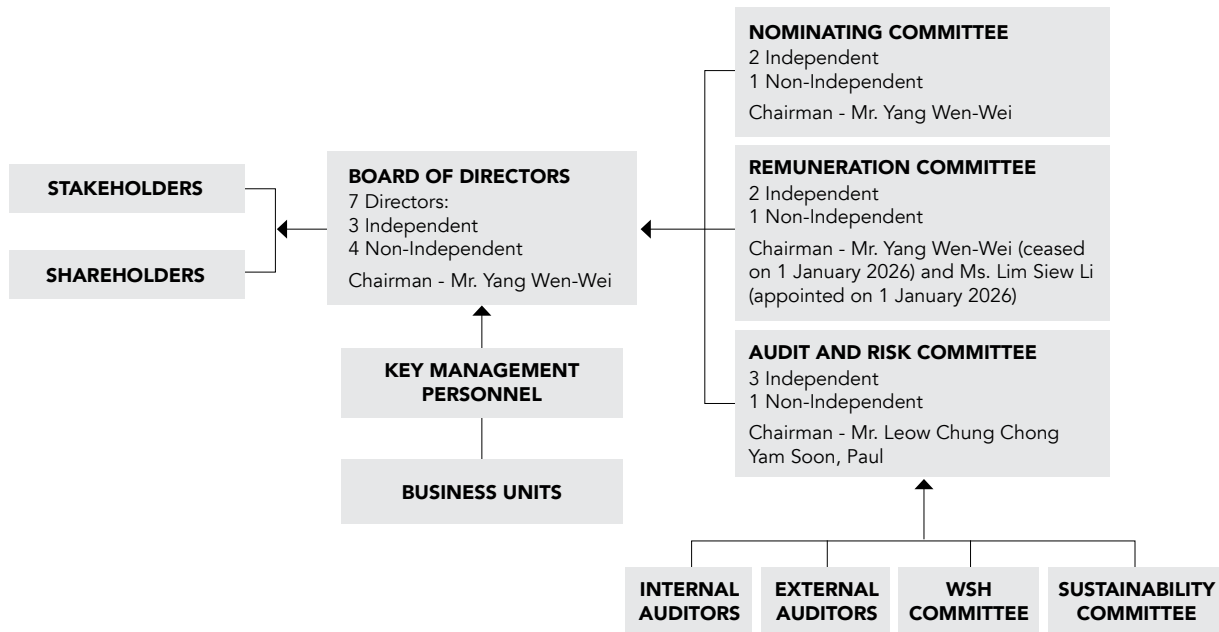 STAKEHOLDERS
SHAREHOLDERS
BOARD OF DIRECTORS
7 Directors:
3 Independent
4 Non-Independent
Chairman - Mr. Yang Wen-Wei
KEY MANAGEMENT
PERSONNEL
BUSINESS UNITS
NOMINATING COMMITTEE
2 Independent
1 Non-Independent
Chairman - Mr. Yang Wen-Wei
REMUNERATION COMMITTEE
2 Independent
1 Non-Independent
Chairman - Mr. Yang Wen-Wei (ceased
on 1 January 2026) and Ms. Lim Siew Li
(appointed on 1 January 2026)
AUDIT AND RISK COMMITTEE
3 Independent
1 Non-Independent
Chairman - Mr. Leow Chung Chong
Yam Soon, Paul
INTERNAL
AUDITORS
EXTERNAL
AUDITORS
WSH
COMMITTEE
SUSTAINABILITY
COMMITTEE